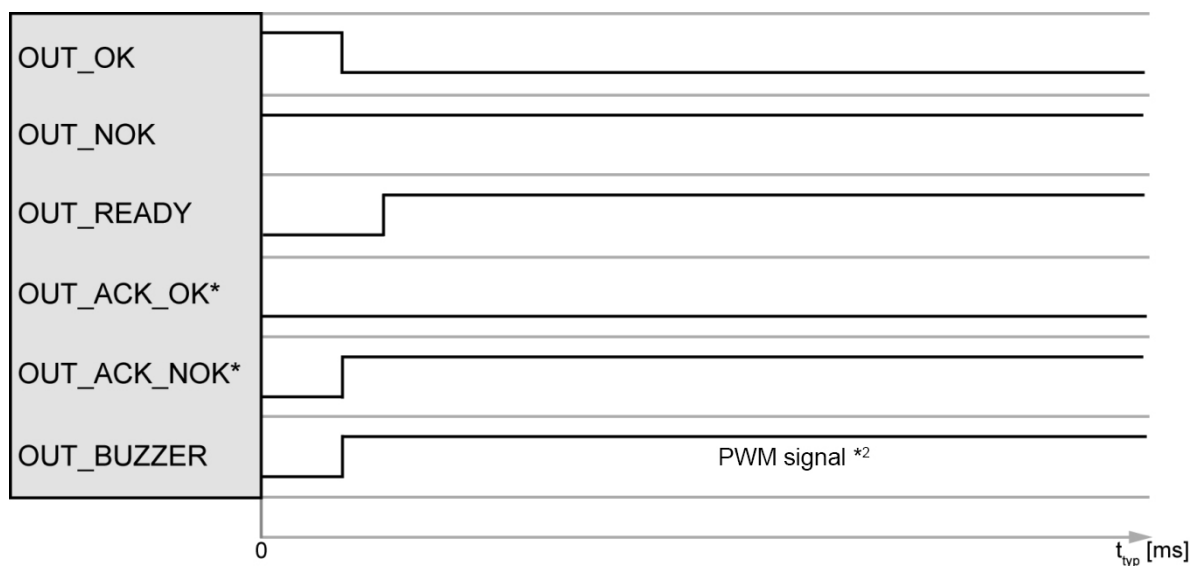 OUT_OK
OUT_NOK
OUT_READY
OUT_ACK_OK*
OUT_ACK_NOK*
OUT_BUZZER
PWM signal *²
0
t_typ [ms]